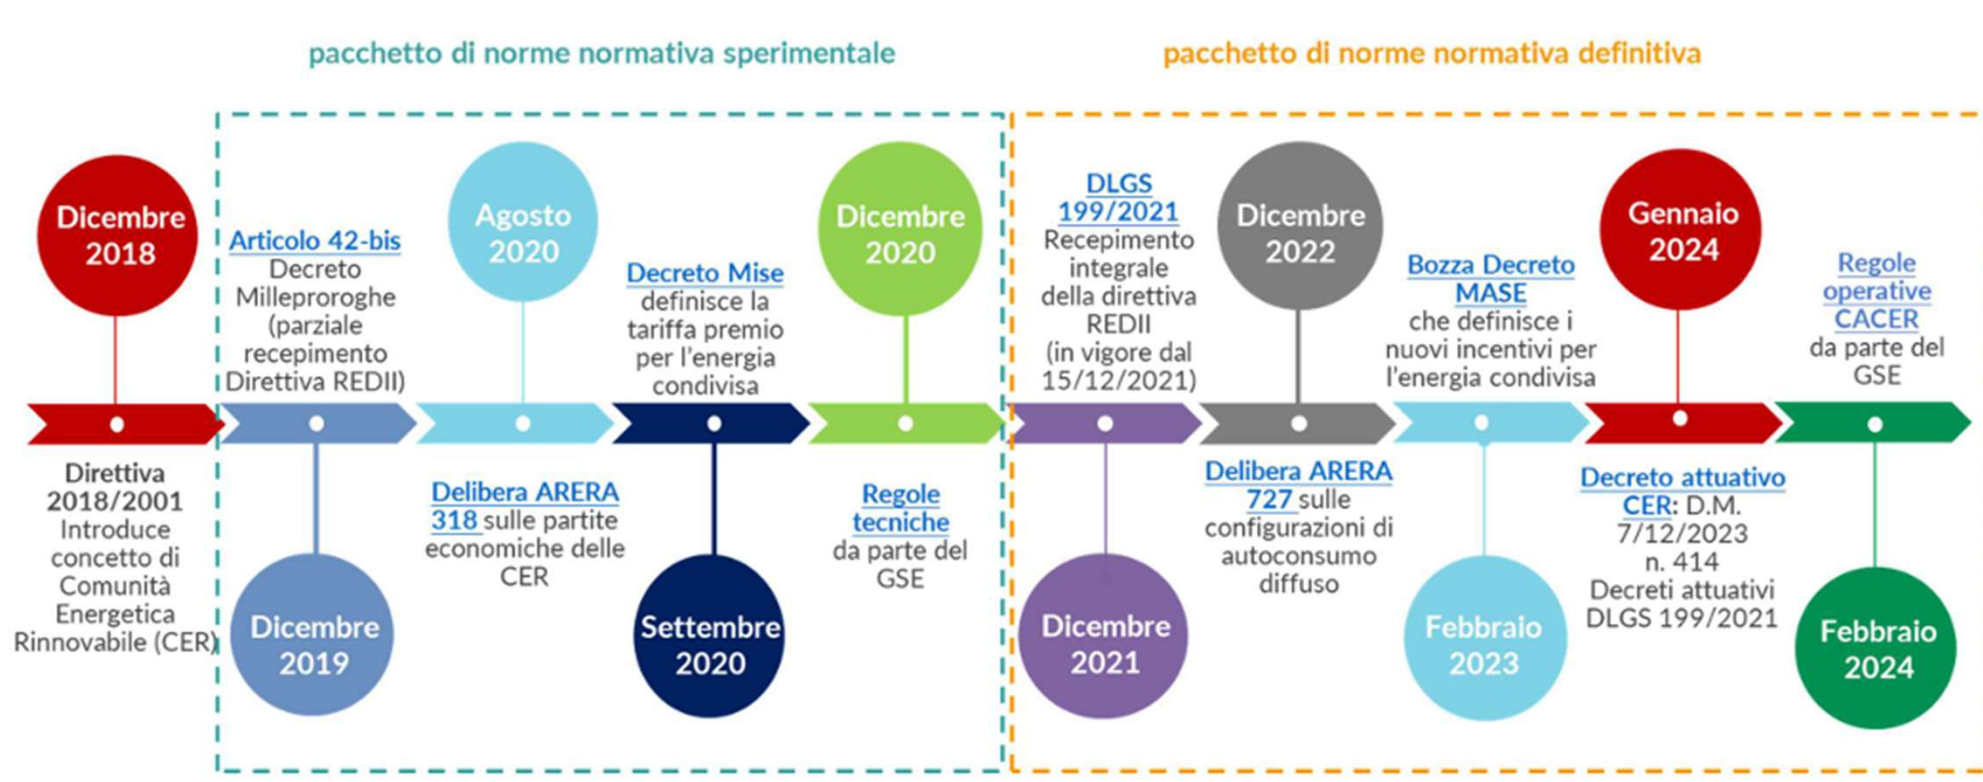 pacchetto di norme normativa sperimentale
pacchetto di norme normativa definitiva
Dicembre
2018
Direttiva
2018/2001
Introduce
concetto di
Comunità
Energetica
Rinnovabile (CER)
Articolo 42-bis
Decreto
Milleproroghe
(parziale
recepimento
Direttiva REDII)
Dicembre
2019
Agosto
2020
Delibera ARERA
318 sulle partite
economiche delle
CER
Decreto Mise
definisce la
tariffa premio
per l'energia
condivisa
Settembre
2020
Dicembre
2020
Regole
tecniche
da parte del
GSE
DLGS
199/2021
Recepimento
integrale
della direttiva
REDII
(in vigore dal
15/12/2021)
Dicembre
2021
Dicembre
2022
Delibera ARERA
727 sulle
configurazioni di
autoconsumo
diffuso
Bozza Decreto
MASE
che definisce i
nuovi incentivi per
l'energia condivisa
Febbraio
2023
Gennaio
2024
Decreto attuativo
CER: D.M.
7/12/2023
n. 414
Decreti attuativi
DLGS 199/2021
Regole
operative
CACER
da parte del
GSE
Febbraio
2024